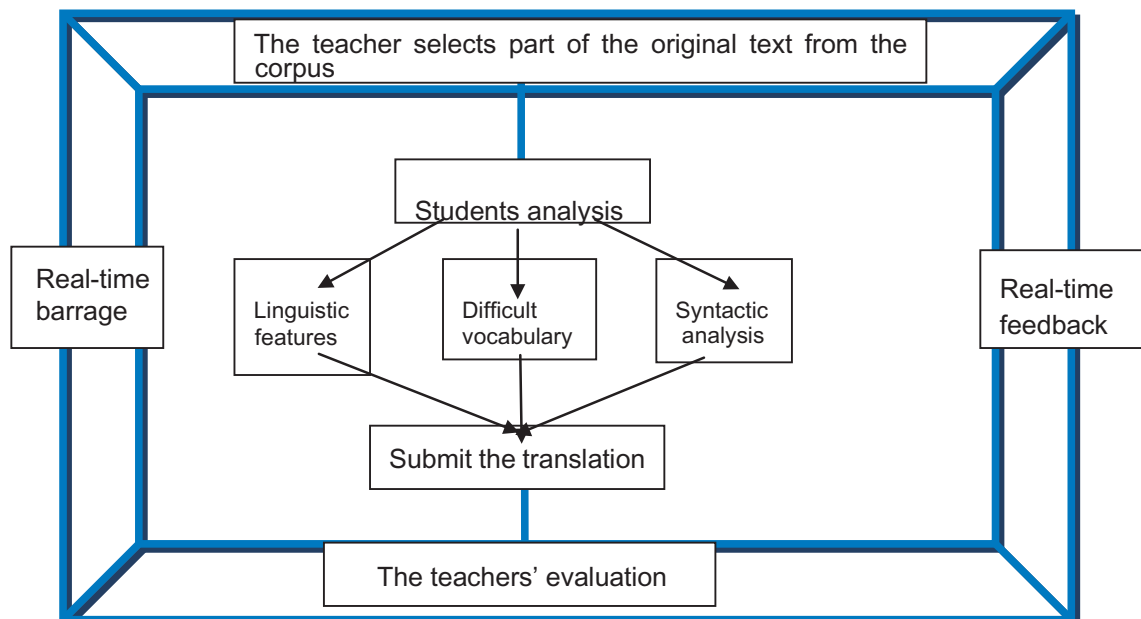 The teacher selects part of the original text from the
corpus
Students analysis
Real-time
barrage
Linguistic
features
Difficult
vocabulary
Syntactic
analysis
Real-time
feedback
Submit the translation
The teachers’ evaluation